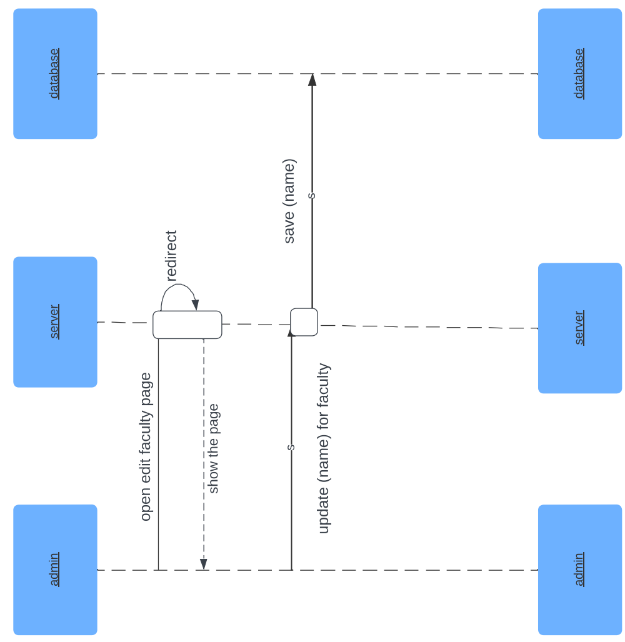 admin
server
database
open edit faculty page
redirect
show the page
update (name) for faculty
s
save (name)
s
admin
server
database